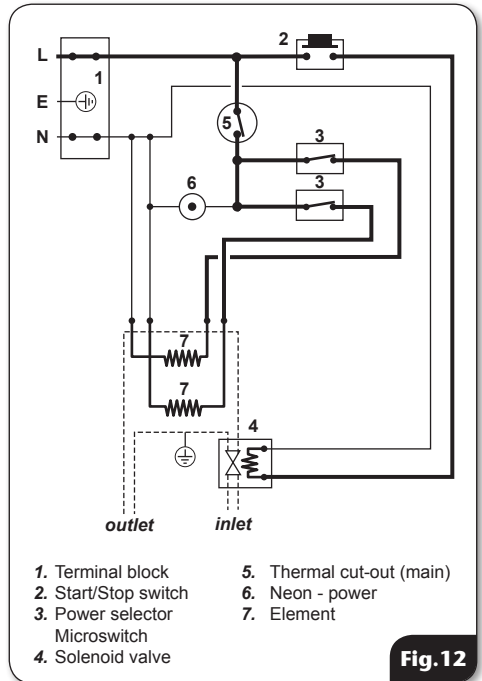 2
L
1
E
5
3
N
6
3
7
7
4
outlet
inlet
1. Terminal block
2. Start/Stop switch
3. Power selector
Microswitch
4. Solenoid valve
5. Thermal cut-out (main)
6. Neon - power
7. Element
Fig.12